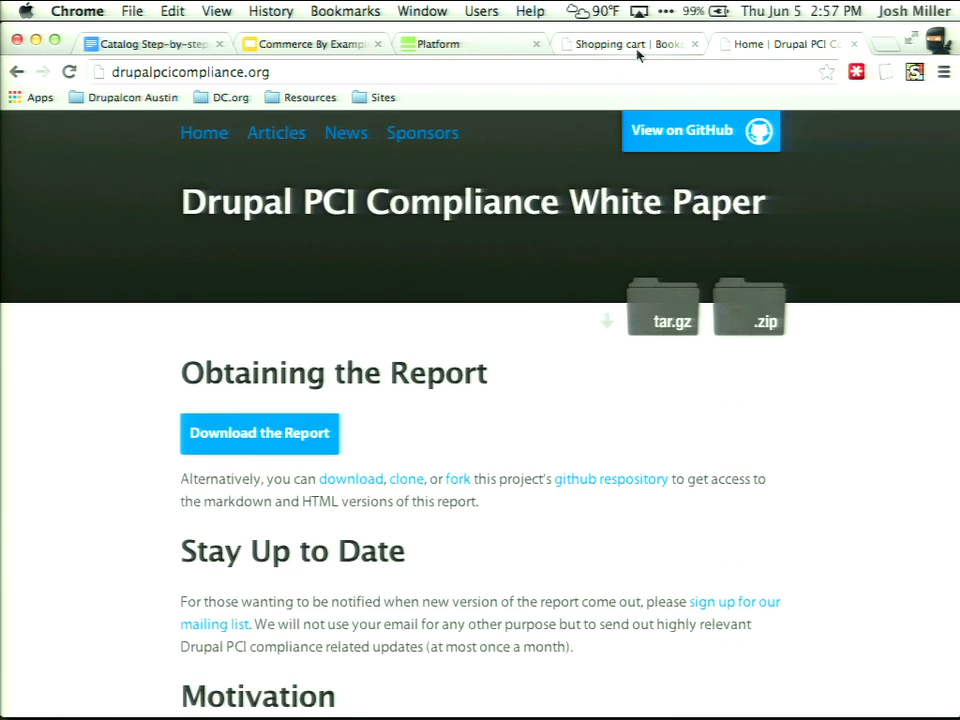 Chrome File Edit View History Bookmarks Window Users Help 90°F 99% Thu Jun 5 2:57 PM Josh Miller
Catalog Step-by-step Commerce By Exampl Platform Shopping cart | Book Home | Drupal PCI Co
drupalpcicompliance.org
Apps Drupalcon Austin DC.org Resources Sites
Home Articles News Sponsors View on GitHub
Drupal PCI Compliance White Paper
tar.gz .zip
Obtaining the Report
Download the Report
Alternatively, you can download, clone, or fork this project's github respository to get access to
the markdown and HTML versions of this report.
Stay Up to Date
For those wanting to be notified when new version of the report come out, please sign up for our
mailing list. We will not use your email for any other purpose but to send out highly relevant
Drupal PCI compliance related updates (at most once a month).
Motivation